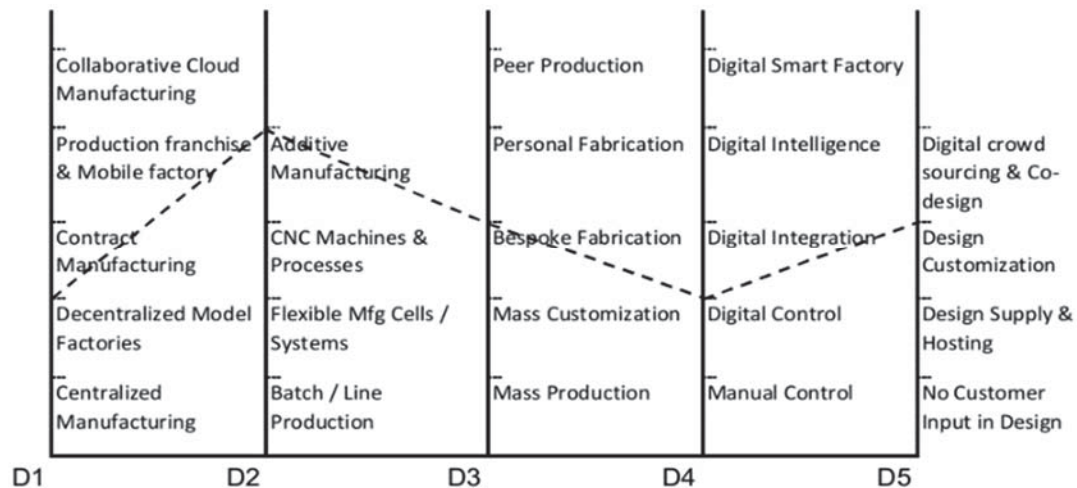 Collaborative Cloud
Manufacturing
Production franchise
& Mobile factory
Contract
Manufacturing
Decentralized Model
Factories
Centralized
Manufacturing
Additive
Manufacturing
CNC Machines &
Processes
Flexible Mfg Cells /
Systems
Batch / Line
Production
Peer Production
Personal Fabrication
Bespoke Fabrication
Mass Customization
Mass Production
Digital Smart Factory
Digital Intelligence
Digital Integration
Digital Control
Manual Control
Digital crowd
sourcing & Co-
design
Design
Customization
Design Supply &
Hosting
No Customer
Input in Design
D1
D2
D3
D4
D5